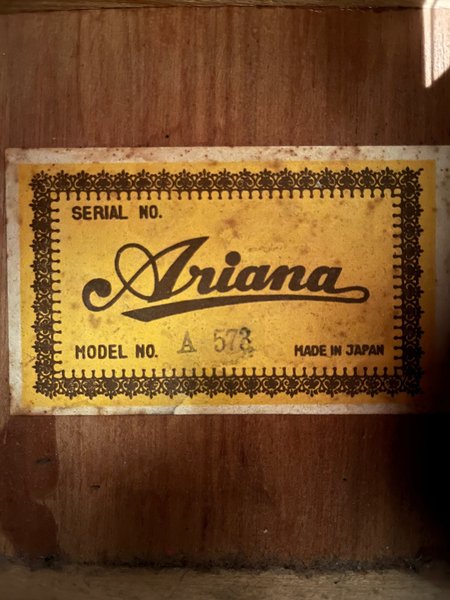 SERIAL NO.
Ariana
MODEL NO. A 573
MADE IN JAPAN